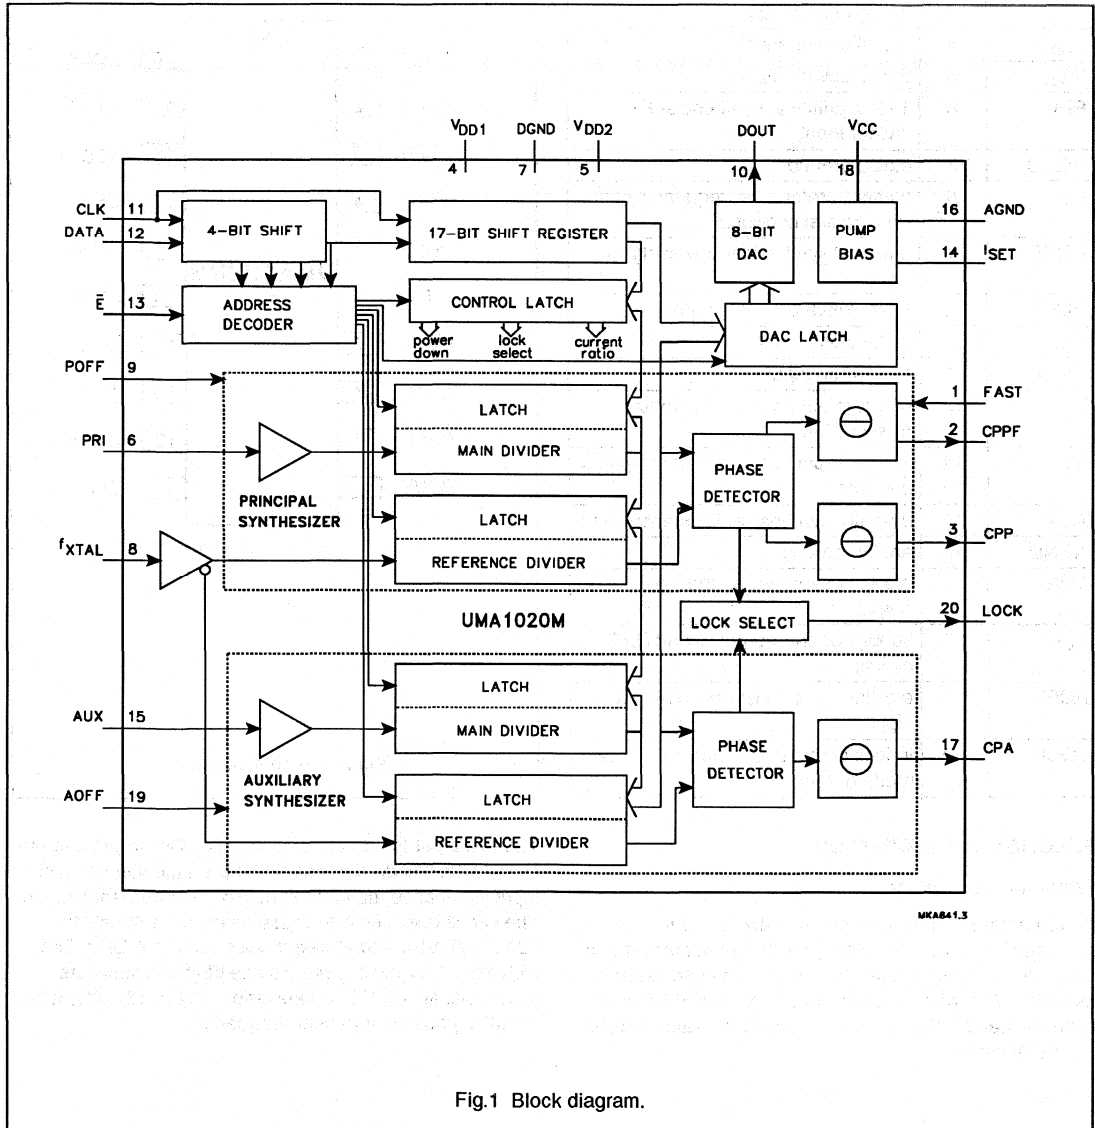 VDD1 DGND VDD2 DOUT VCC
4 7 5 10 18
CLK 11
DATA 12
4-BIT SHIFT
17-BIT SHIFT REGISTER
8-BIT
DAC
PUMP
BIAS
16 AGND
14 ISET
E̅ 13
ADDRESS
DECODER
CONTROL LATCH
power
down
lock
select
current
ratio
DAC LATCH
POFF 9
LATCH
MAIN DIVIDER
1 FAST
2 CPPF
PRI 6
PHASE
DETECTOR
PRINCIPAL
SYNTHESIZER
LATCH
REFERENCE DIVIDER
3 CPP
fXTAL 8
UMA1020M
LOCK SELECT
20 LOCK
LATCH
MAIN DIVIDER
AUX 15
PHASE
DETECTOR
17 CPA
AUXILIARY
SYNTHESIZER
LATCH
REFERENCE DIVIDER
AOFF 19
MKA641.3
Fig.1 Block diagram.